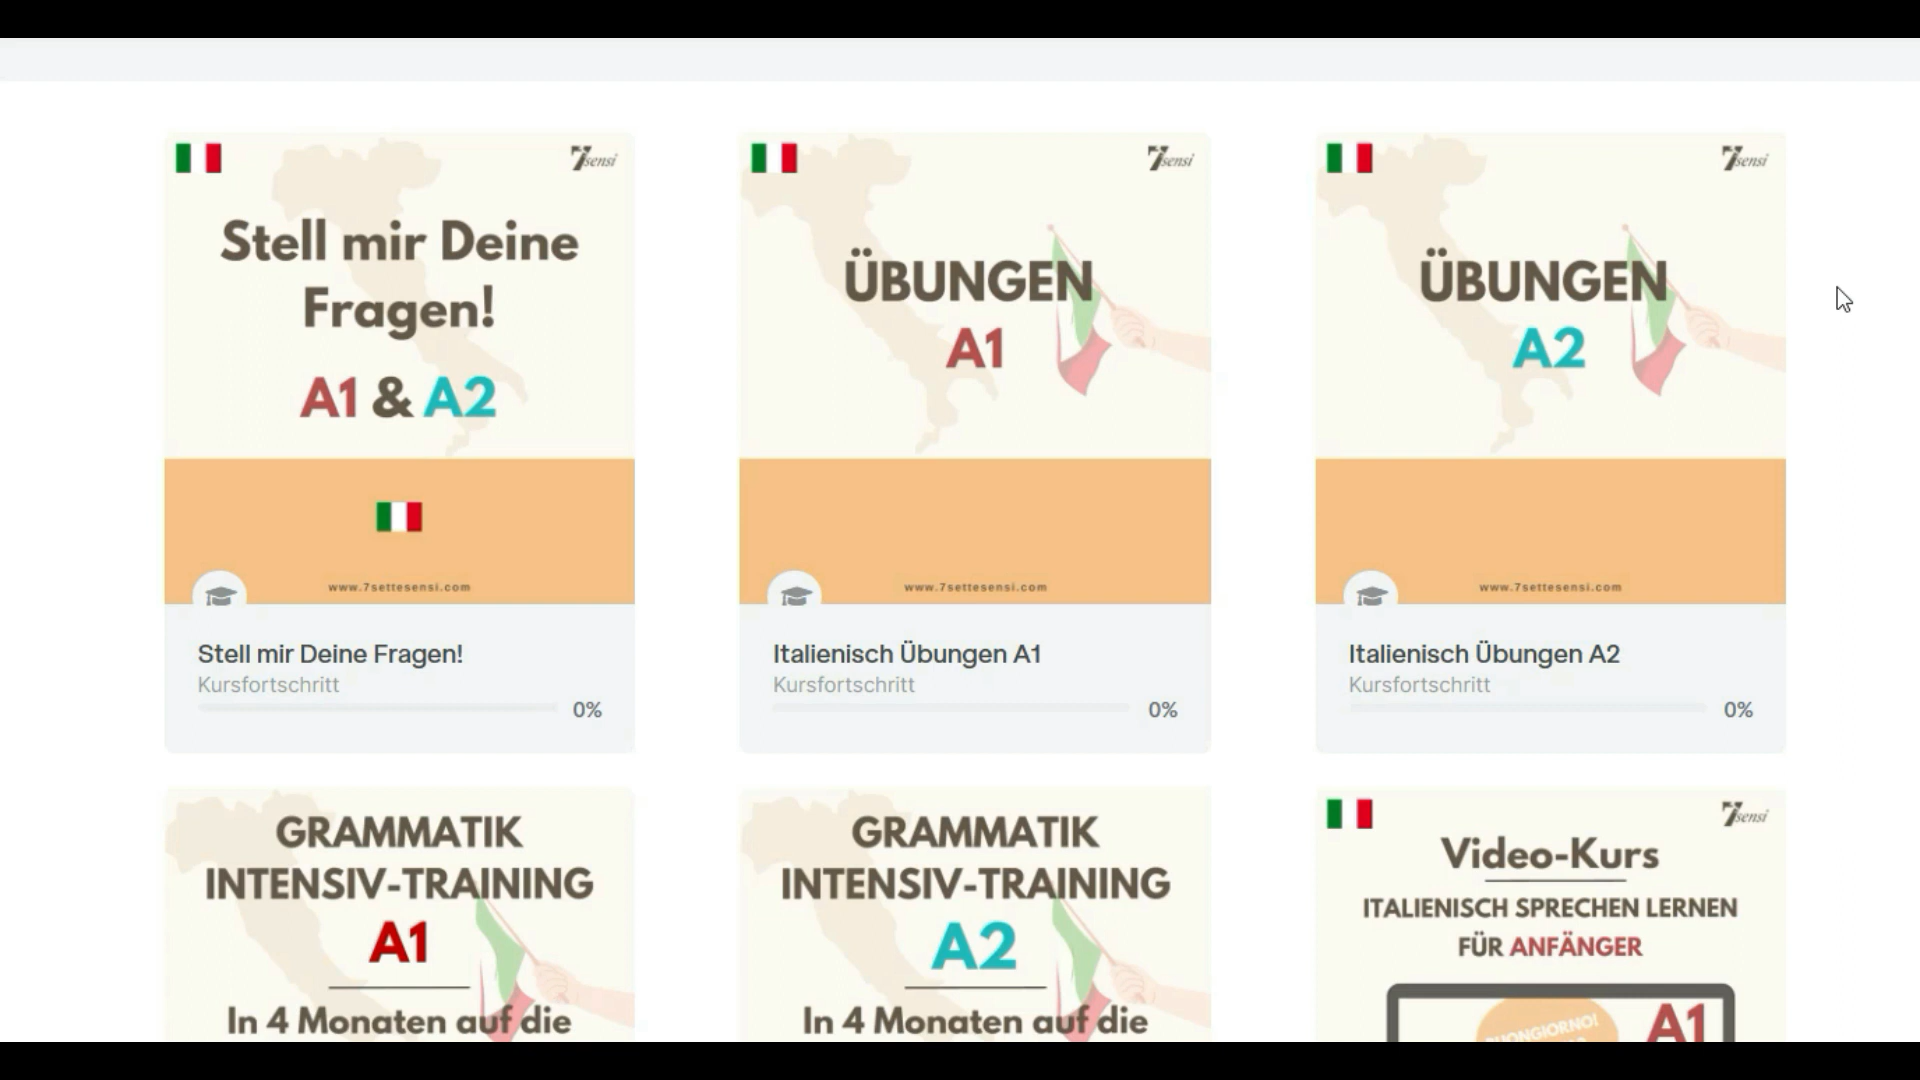 7sensi
Stell mir Deine
Fragen!
A1 & A2
www.7settesensi.com
Stell mir Deine Fragen!
Kursfortschritt
0%
7sensi
ÜBUNGEN
A1
www.7settesensi.com
Italienisch Übungen A1
Kursfortschritt
0%
7sensi
ÜBUNGEN
A2
www.7settesensi.com
Italienisch Übungen A2
Kursfortschritt
0%
GRAMMATIK
INTENSIV-TRAINING
A1
In 4 Monaten auf die
GRAMMATIK
INTENSIV-TRAINING
A2
In 4 Monaten auf die
7sensi
Video-Kurs
ITALIENISCH SPRECHEN LERNEN
FÜR ANFÄNGER
BUONGIORNO!
A1